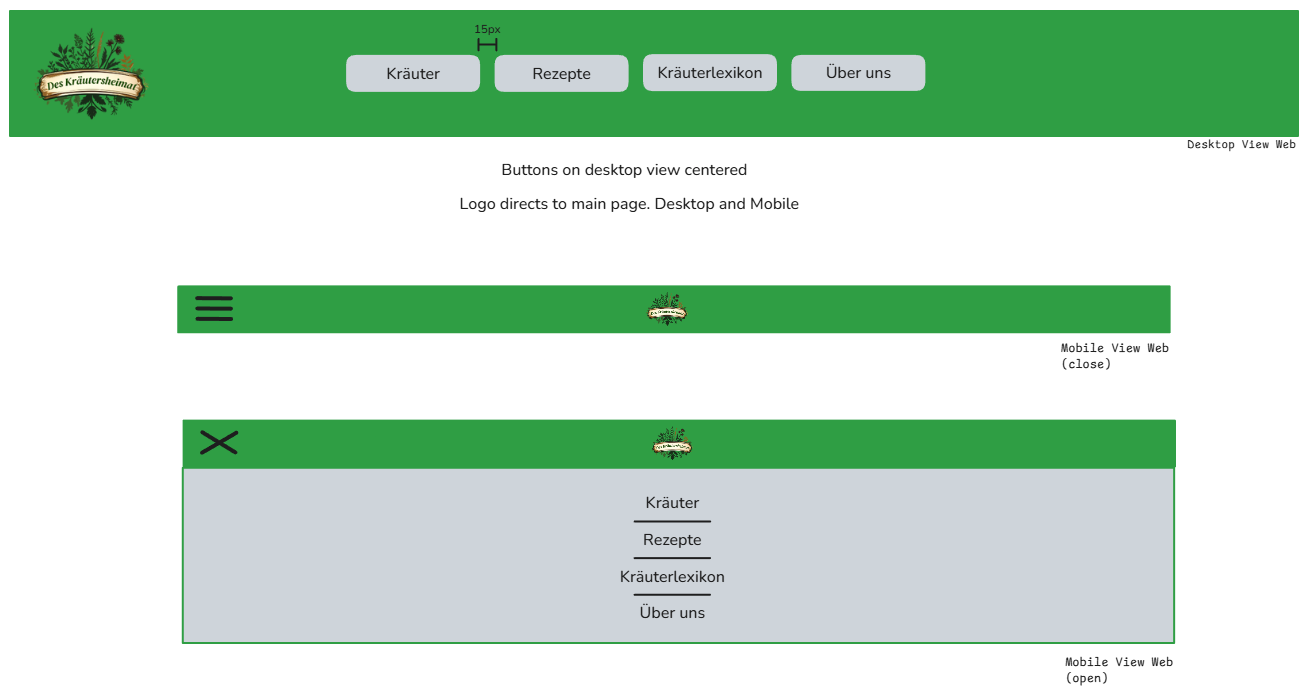 15px
Des Kräutersheimat
Kräuter
Rezepte
Kräuterlexikon
Über uns
Desktop View Web
Buttons on desktop view centered
Logo directs to main page. Desktop and Mobile
Mobile View Web
(close)
Kräuter
Rezepte
Kräuterlexikon
Über uns
Mobile View Web
(open)